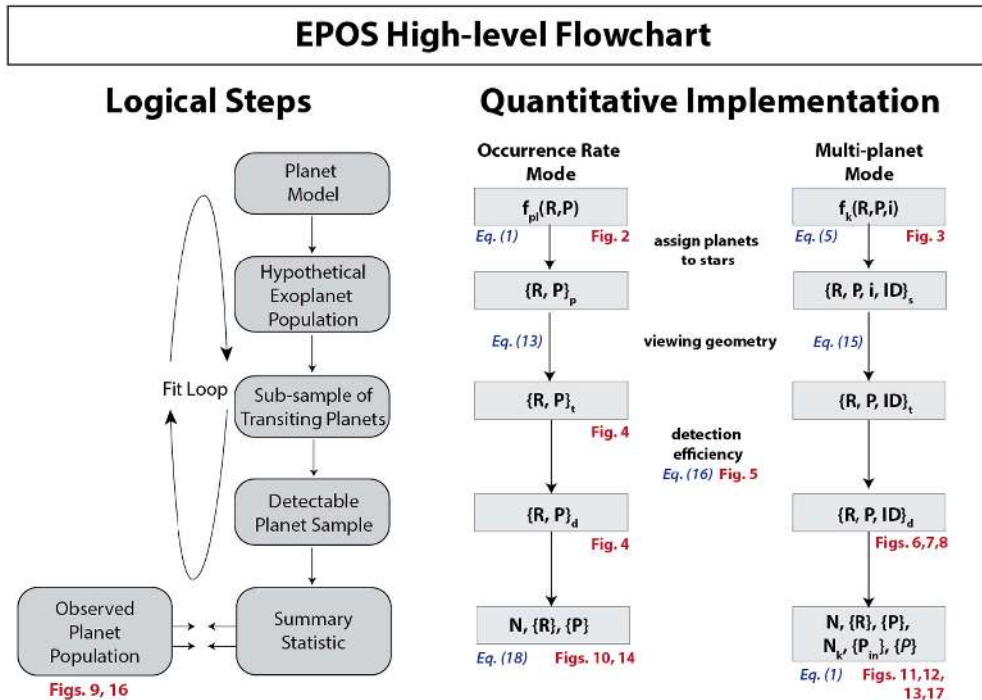 EPOS High-level Flowchart
Logical Steps
Planet
Model
Hypothetical
Exoplanet
Population
Fit Loop
Sub-sample of
Transiting Planets
Detectable
Planet Sample
Observed
Planet
Population
Figs. 9, 16
Summary
Statistic
Quantitative Implementation
Occurrence Rate
Mode
f_pl(R,P)
Eq. (1) Fig. 2
{R, P}_p
Eq. (13)
{R, P}_t
Fig. 4
{R, P}_d
Fig. 4
N, {R}, {P}
Eq. (18) Figs. 10, 14
assign planets
to stars
viewing geometry
detection
efficiency
Eq. (16) Fig. 5
Multi-planet
Mode
f_k(R,P,i)
Eq. (5) Fig. 3
{R, P, i, ID}_s
Eq. (15)
{R, P, ID}_t
{R, P, ID}_d
Figs. 6,7,8
N, {R}, {P},
N_k, {P_in}, {P}
Eq. (1) Figs. 11,12,
13,17